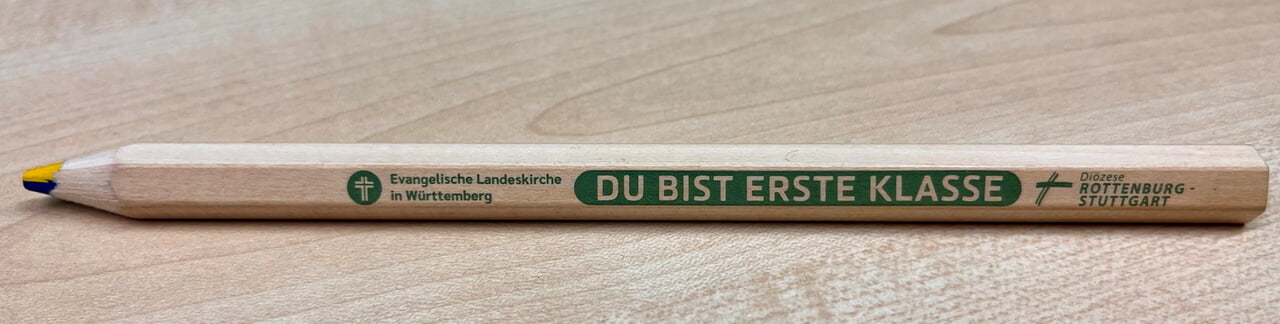 Evangelische Landeskirche
in Württemberg
DU BIST ERSTE KLASSE
Diözese
ROTTENBURG-
STUTTGART